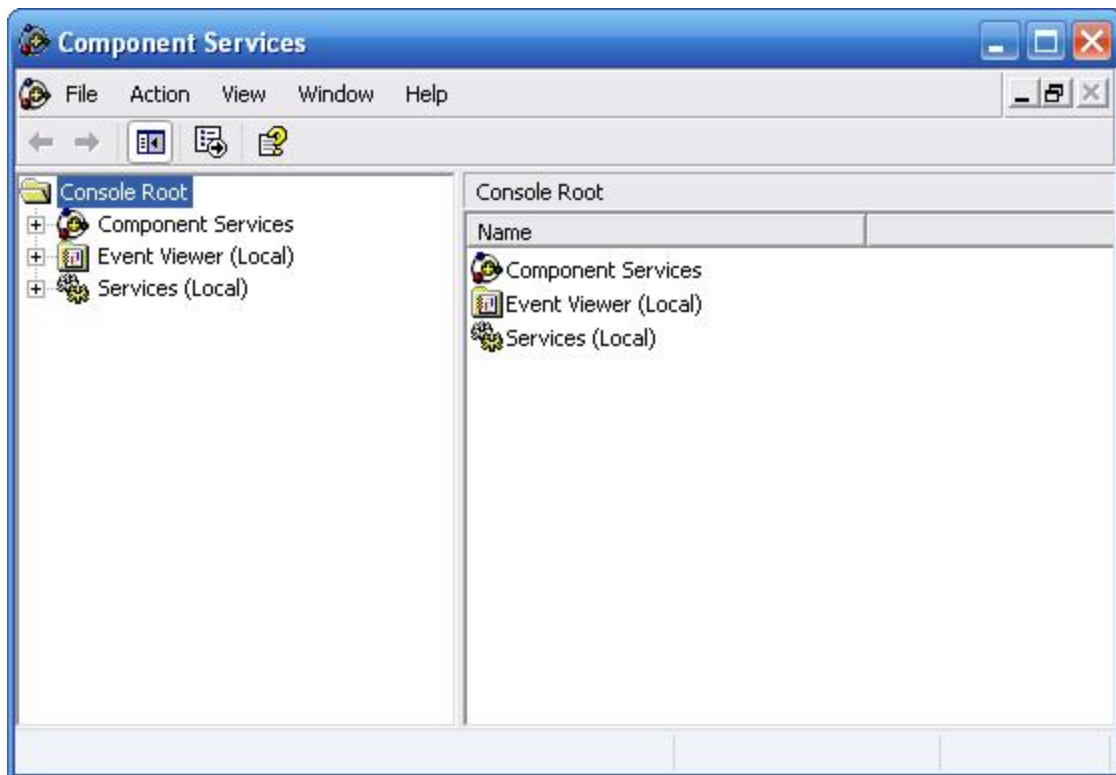 Component Services
File Action View Window Help
Console Root
Component Services
Event Viewer (Local)
Services (Local)
Console Root
Name
Component Services
Event Viewer (Local)
Services (Local)